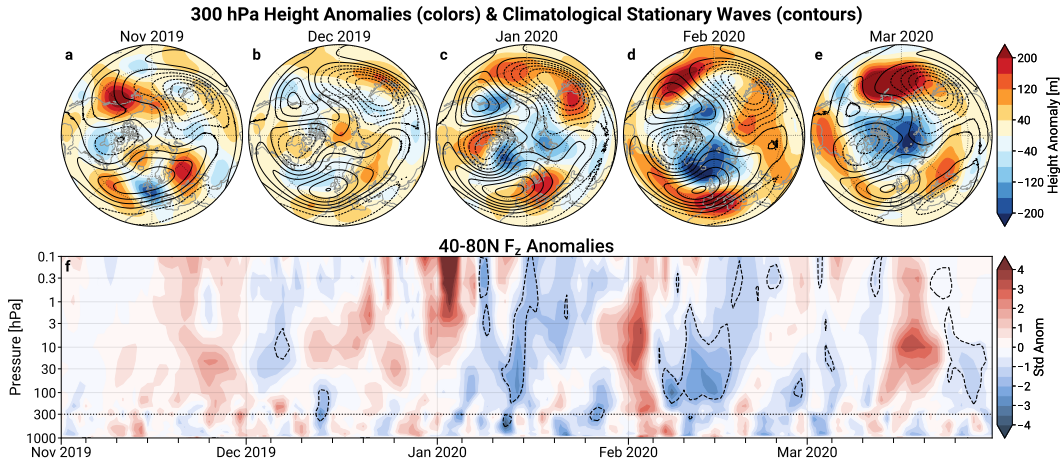 300 hPa Height Anomalies (colors) & Climatological Stationary Waves (contours)
Nov 2019
Dec 2019
Jan 2020
Feb 2020
Mar 2020
a
b
c
d
e
200
120
40
−40
−120
−200
Height Anomaly [m]
40-80N Fz Anomalies
f
0.1
0.3
1
3
10
30
100
300
1000
Pressure [hPa]
Nov 2019
Dec 2019
Jan 2020
Feb 2020
Mar 2020
4
3
2
1
0
−1
−2
−3
−4
Std Anom